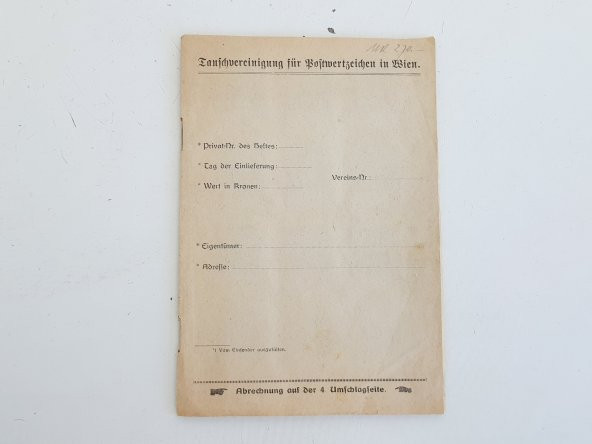 270.–
Tauschvereinigung für Postwertzeichen in Wien.
* Privat-Nr. des Heftes:
* Tag der Einlieferung:
Vereins-Nr.:
* Wert in Kronen:
* Eigentümer:
* Adresse:
*) Vom Einsender auszufüllen.
Abrechnung auf der 4 Umschlagseite.